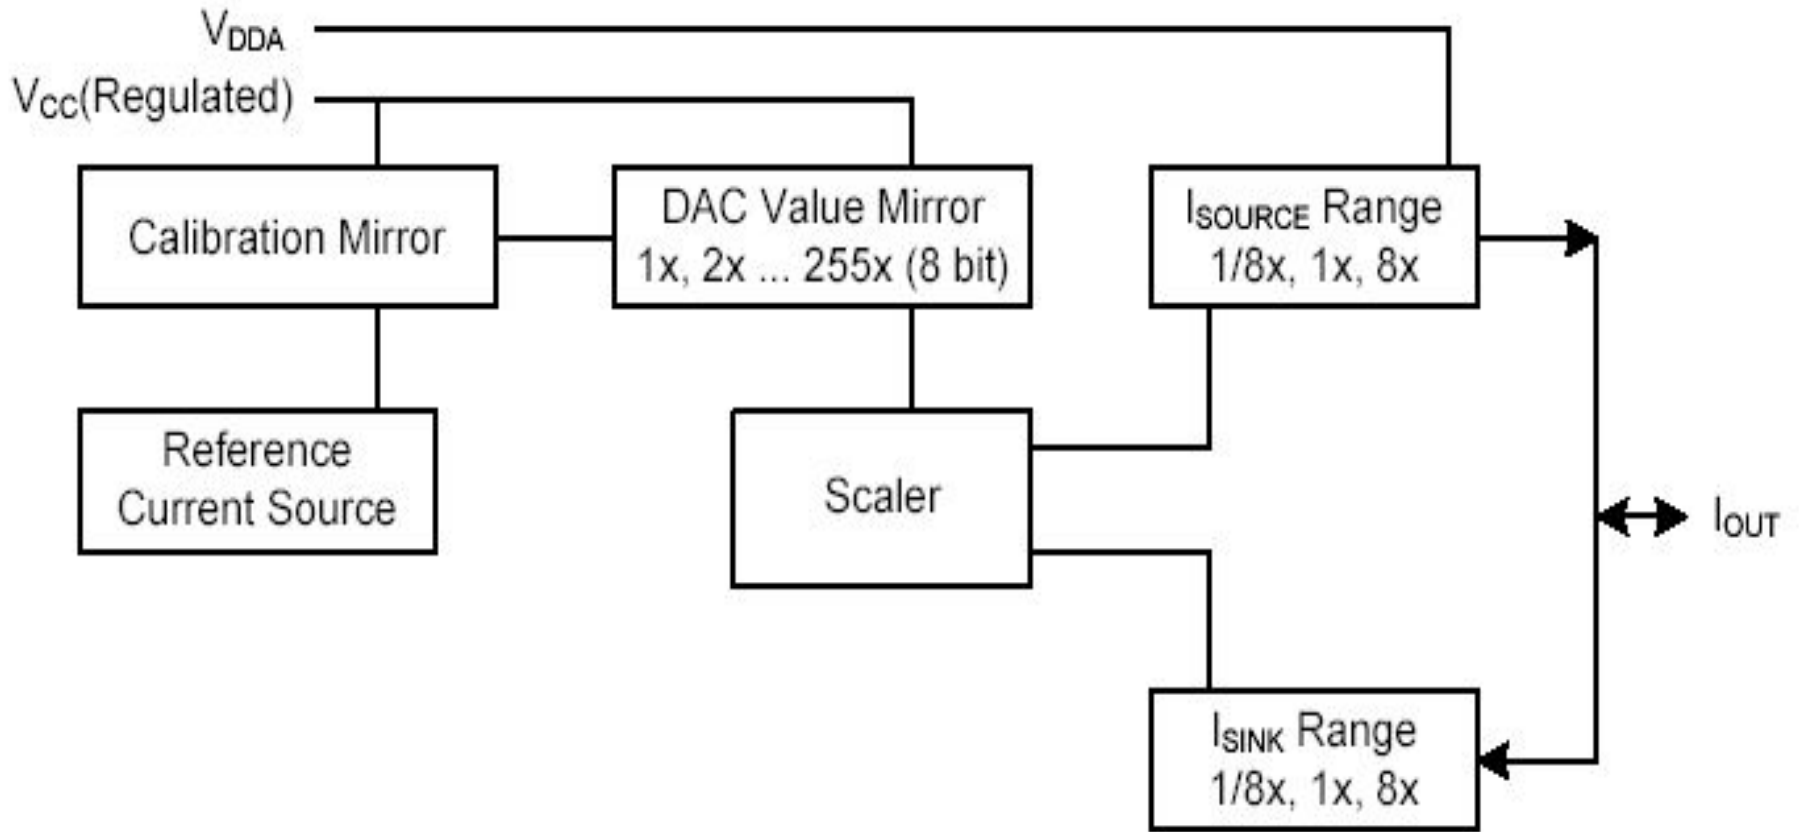 VDDA
VCC(Regulated)
Calibration Mirror
DAC Value Mirror
1x, 2x ... 255x (8 bit)
ISOURCE Range
1/8x, 1x, 8x
Reference
Current Source
Scaler
IOUT
ISINK Range
1/8x, 1x, 8x